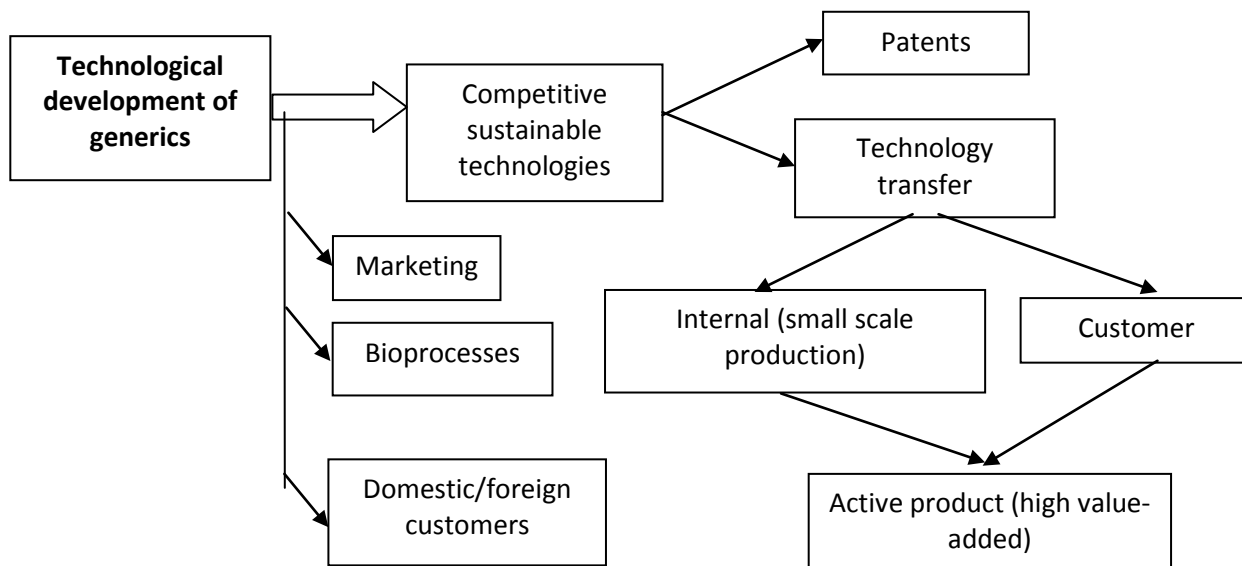 Technological
development of
generics
Competitive
sustainable
technologies
Patents
Technology
transfer
Marketing
Bioprocesses
Domestic/foreign
customers
Internal (small scale
production)
Customer
Active product (high value-
added)